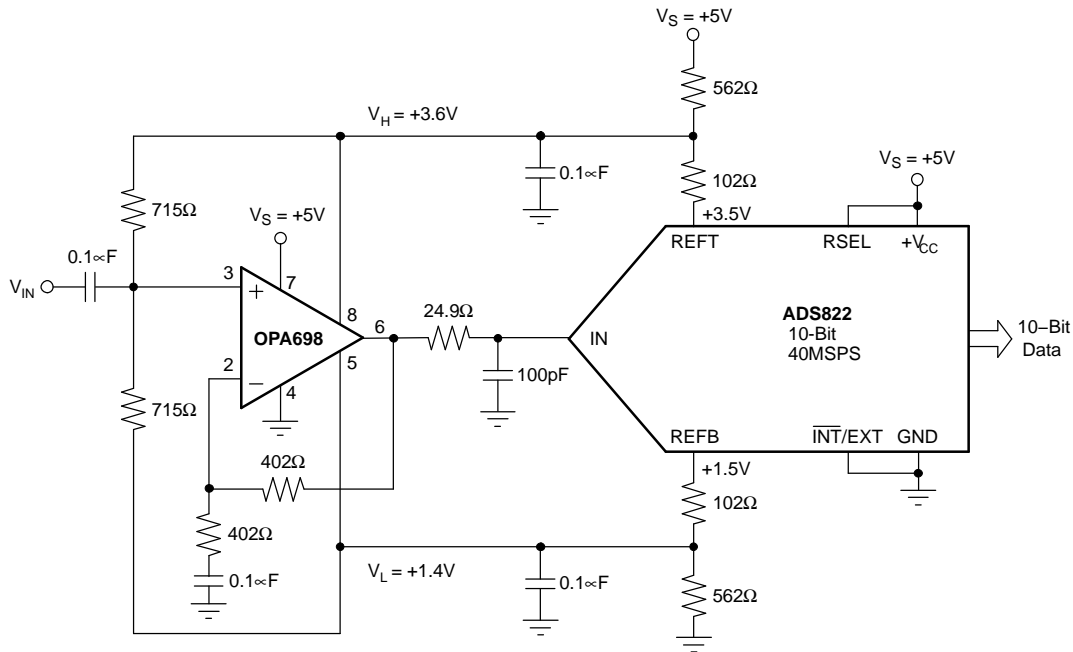 V_S = +5V
562Ω
V_H = +3.6V
0.1∝F
102Ω
V_S = +5V
+3.5V
715Ω
V_S = +5V
REFT
RSEL
+V_CC
0.1∝F
V_IN
3
7
+
8
24.9Ω
ADS822
OPA698
6
IN
10-Bit
10−Bit
40MSPS
Data
2
5
−
4
100pF
715Ω
REFB
INT/EXT
GND
402Ω
+1.5V
102Ω
402Ω
V_L = +1.4V
0.1∝F
0.1∝F
562Ω